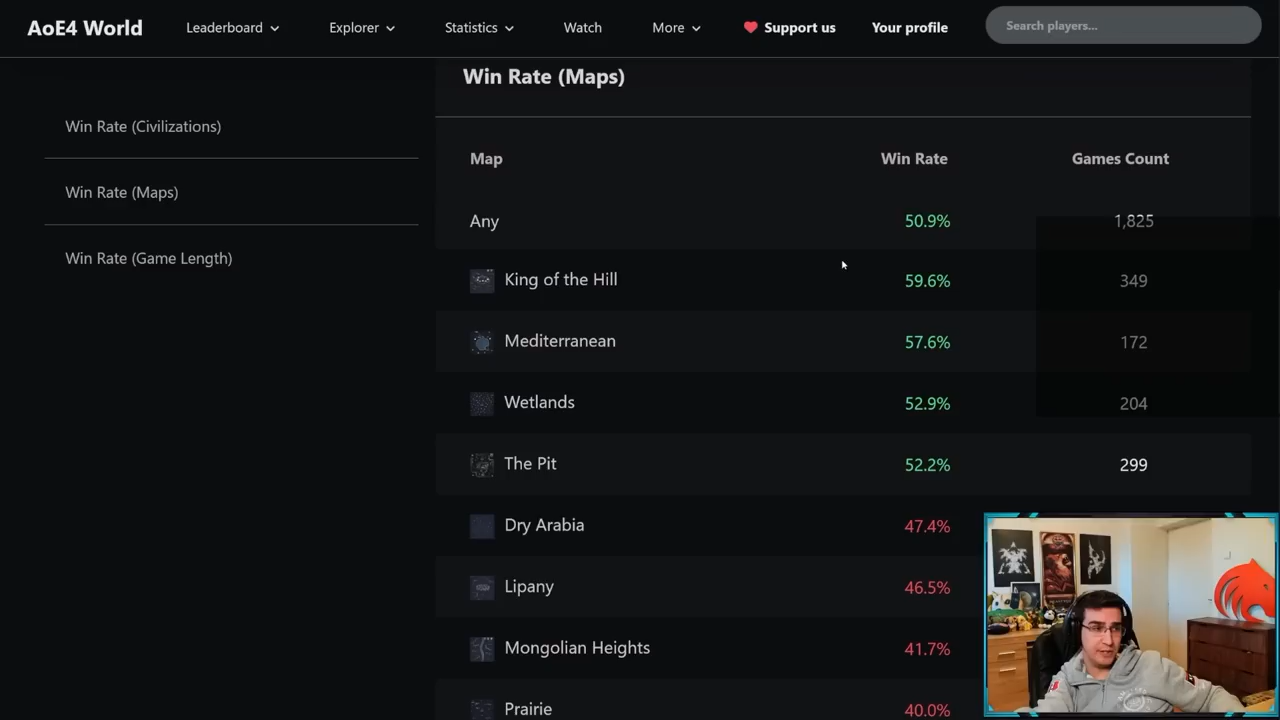 AoE4 World
Leaderboard
Explorer
Statistics
Watch
More
Support us
Your profile
Search players...
Win Rate (Civilizations)
Win Rate (Maps)
Win Rate (Game Length)
Win Rate (Maps)
Map Win Rate Games Count
Any 50.9% 1,825
King of the Hill 59.6% 349
Mediterranean 57.6% 172
Wetlands 52.9% 204
The Pit 52.2% 299
Dry Arabia 47.4%
Lipany 46.5%
Mongolian Heights 41.7%
Prairie 40.0%